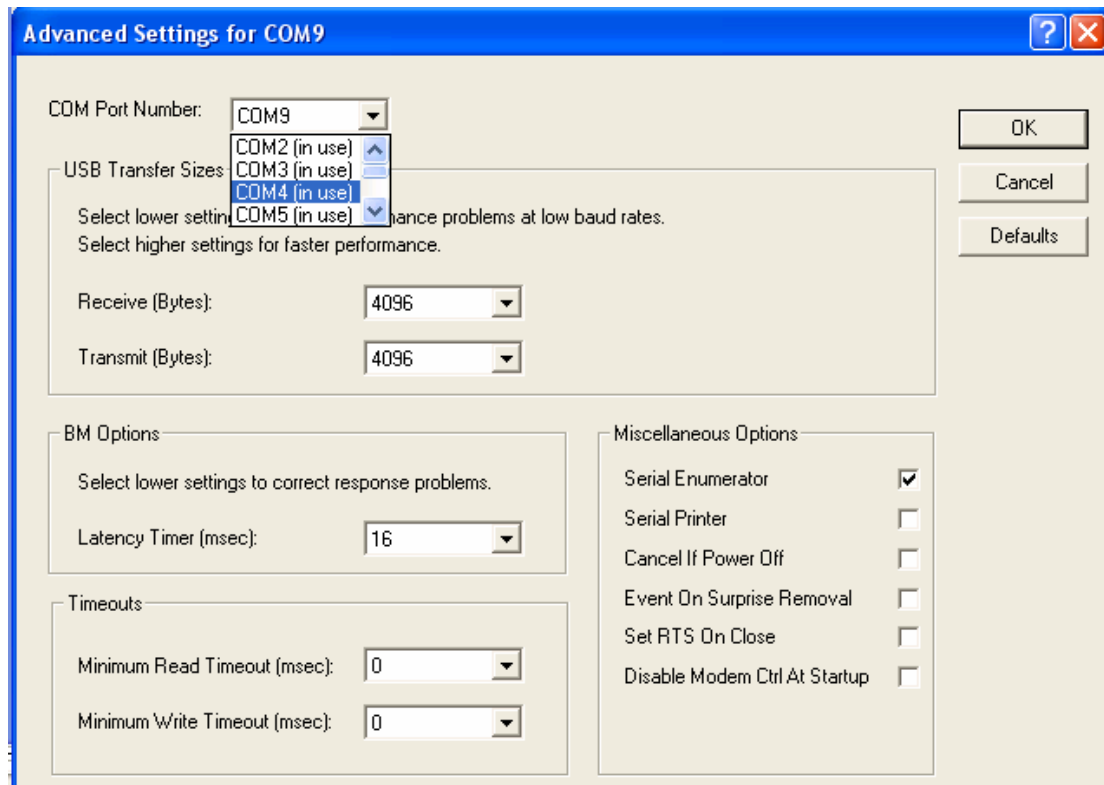 Advanced Settings for COM9
COM Port Number:
COM9
OK
COM2 (in use)
COM3 (in use)
COM4 (in use)
COM5 (in use)
USB Transfer Sizes
Cancel
Select lower settin mance problems at low baud rates.
Select higher settings for faster performance.
Defaults
Receive (Bytes): 4096
Transmit (Bytes): 4096
BM Options
Select lower settings to correct response problems.
Latency Timer (msec): 16
Timeouts
Minimum Read Timeout (msec): 0
Minimum Write Timeout (msec): 0
Miscellaneous Options
Serial Enumerator
Serial Printer
Cancel If Power Off
Event On Surprise Removal
Set RTS On Close
Disable Modem Ctrl At Startup